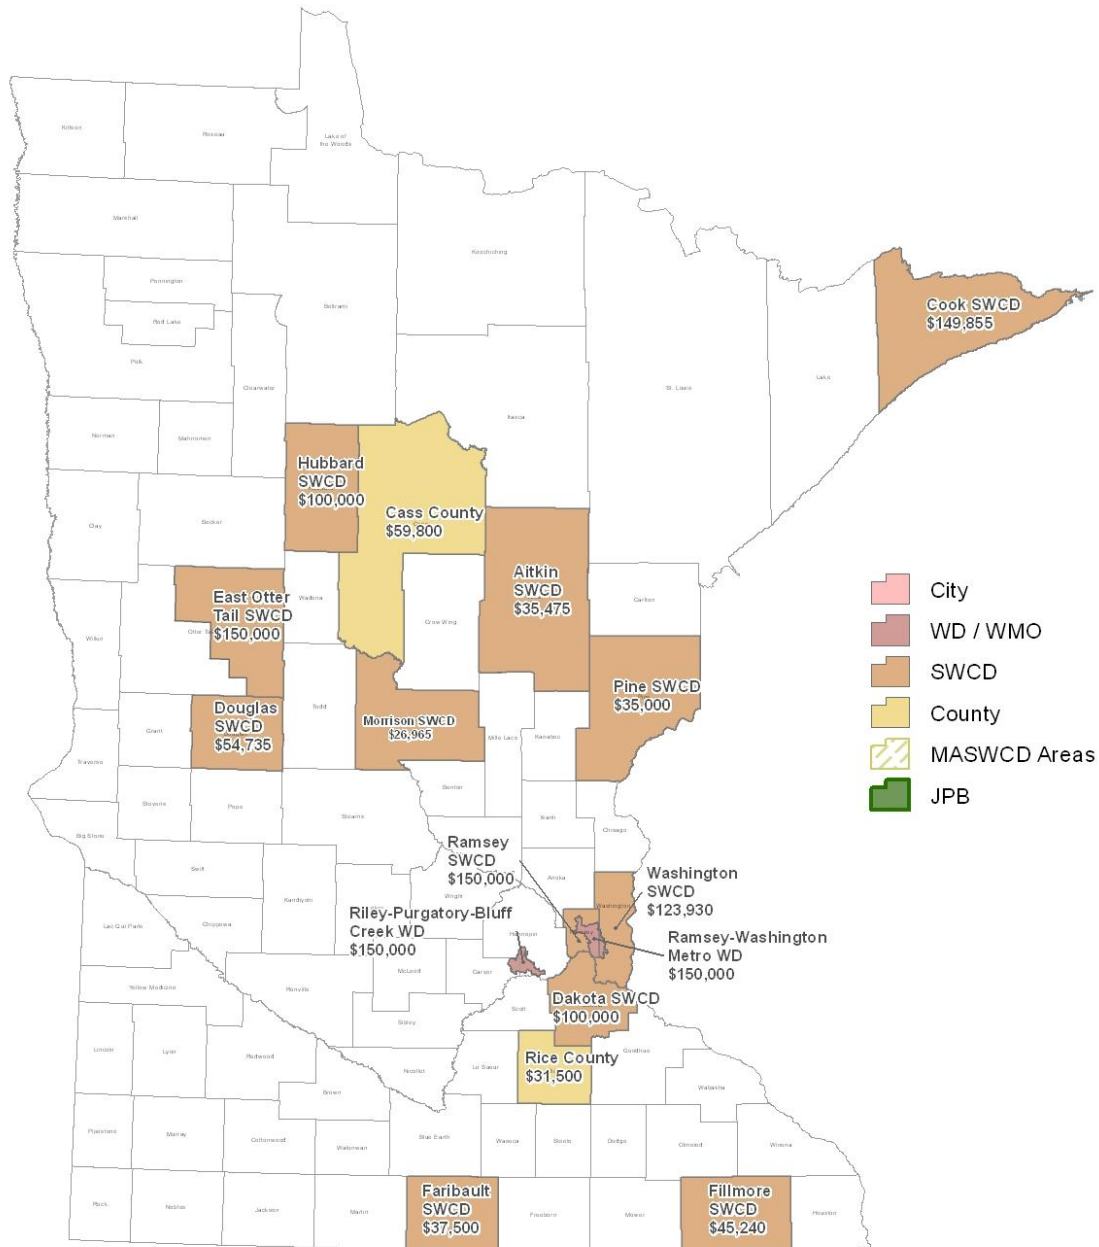 Kittson
Roseau
Lake of
the Woods
Marshall
Koochiching
Pennington
Beltrami
Red Lake
Cook SWCD
$149,855
Polk
Clearwater
St. Louis
Lake
Itasca
Norman
Mahnomen
Hubbard
SWCD
$100,000
Cass County
$59,800
Clay
Becker
Aitkin
SWCD
$35,475
East Otter
Tail SWCD
$150,000
Wadena
Carlton
Crow Wing
Wilkin
Otter Ta
City
WD / WMO
SWCD
County
MASWCD Areas
JPB
Pine SWCD
$35,000
Douglas
SWCD
$54,735
Todd
Morrison SWCD
$26,965
Grant
Mille Lacs
Kanabec
Traverse
Benton
Stevens
Pope
Stearns
Isanti
Chisago
Big Stone
Ramsey
SWCD
$150,000
Swift
Anoka
Washington
SWCD
$123,930
Kandiyohi
Wright
Washington
Riley-Purgatory-Bluff
Creek WD
$150,000
Lac Qui Parle
Chippewa
Hennepin
Ramsey-Washington
Metro WD
$150,000
McLeod
Carver
Yellow Medicine
Renville
Dakota SWCD
$100,000
Scott
Sibley
Lincoln
Lyon
Redwood
Rice County
$31,500
Goodhue
Nicollet
Le Sueur
Wabasha
Brown
Pipestone
Murray
Cottonwood
Watonwan
Blue Earth
Waseca
Steele
Dodge
Olmsted
Winona
Rock
Nobles
Jackson
Martin
Faribault
SWCD
$37,500
Freeborn
Mower
Fillmore
SWCD
$45,240
Houston